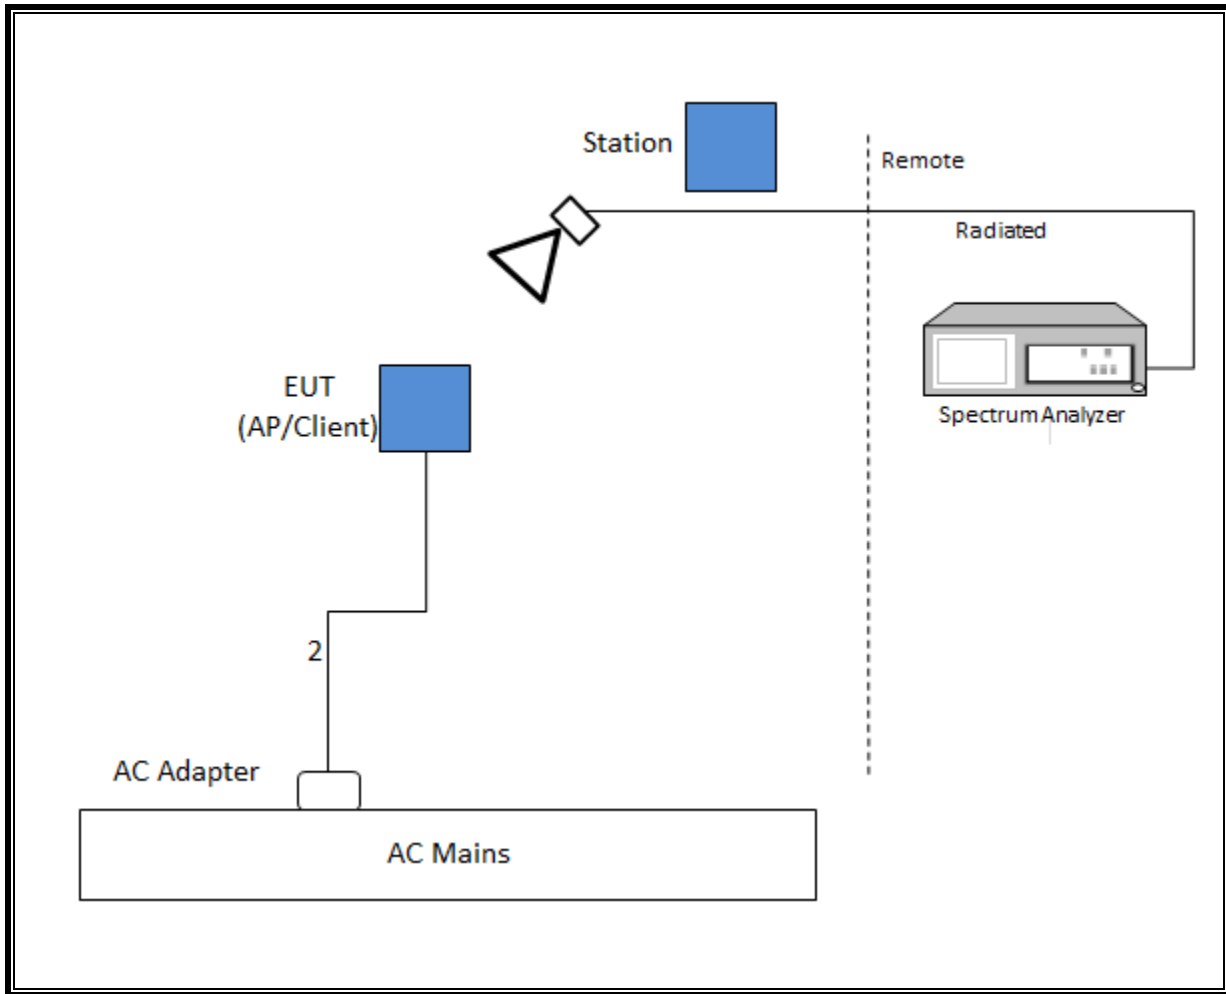 Station
Remote
Radiated
Spectrum Analyzer
EUT
(AP/Client)
2
AC Adapter
AC Mains